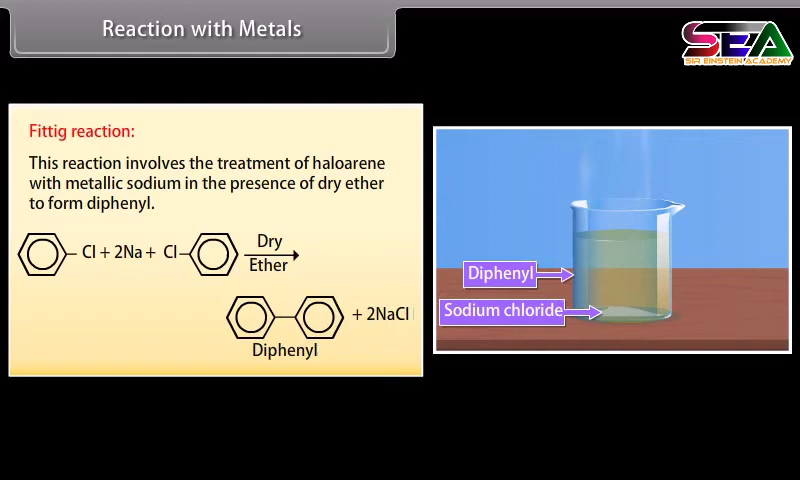 Reaction with Metals
SEA
SIR EINSTEIN ACADEMY
Fittig reaction:
This reaction involves the treatment of haloarene
with metallic sodium in the presence of dry ether
to form diphenyl.
Cl + 2Na + Cl
Dry
Ether
+ 2NaCl
Diphenyl
Diphenyl
Sodium chloride